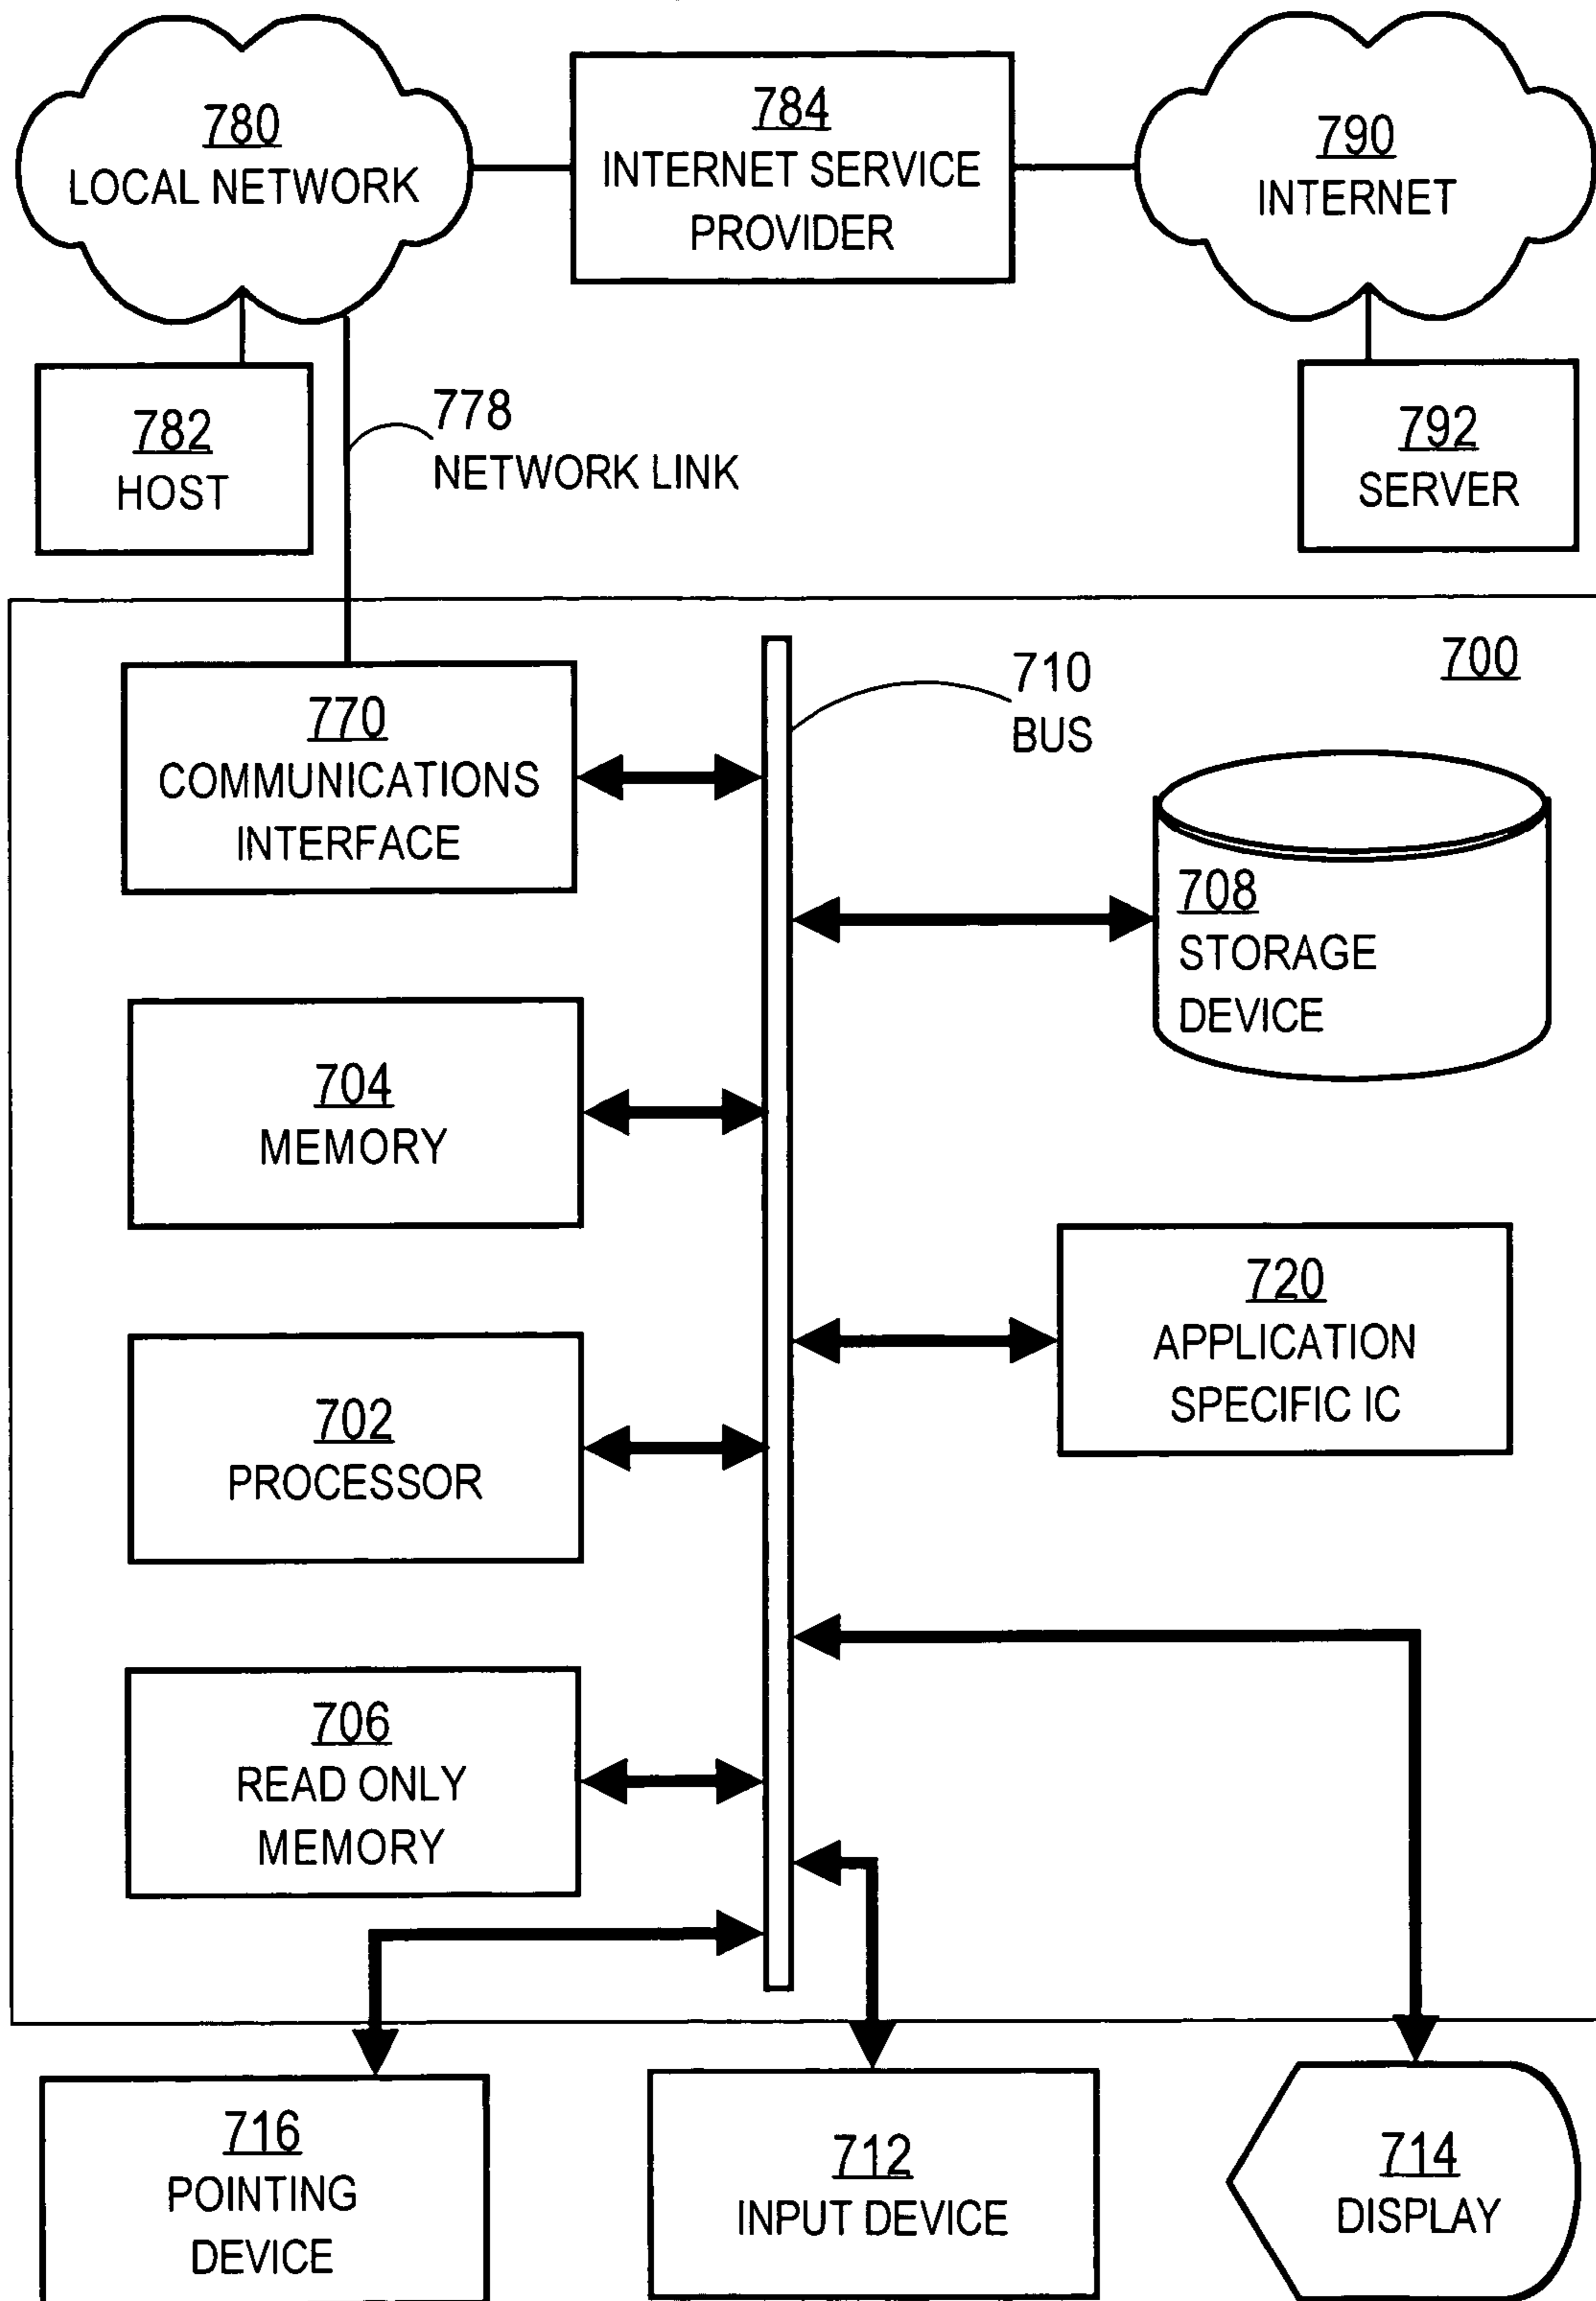 780
LOCAL NETWORK
784
INTERNET SERVICE
PROVIDER
790
INTERNET
782
HOST
778
NETWORK LINK
792
SERVER
700
770
COMMUNICATIONS
INTERFACE
710
BUS
708
STORAGE
DEVICE
704
MEMORY
720
APPLICATION
SPECIFIC IC
702
PROCESSOR
706
READ ONLY
MEMORY
716
POINTING
DEVICE
712
INPUT DEVICE
714
DISPLAY